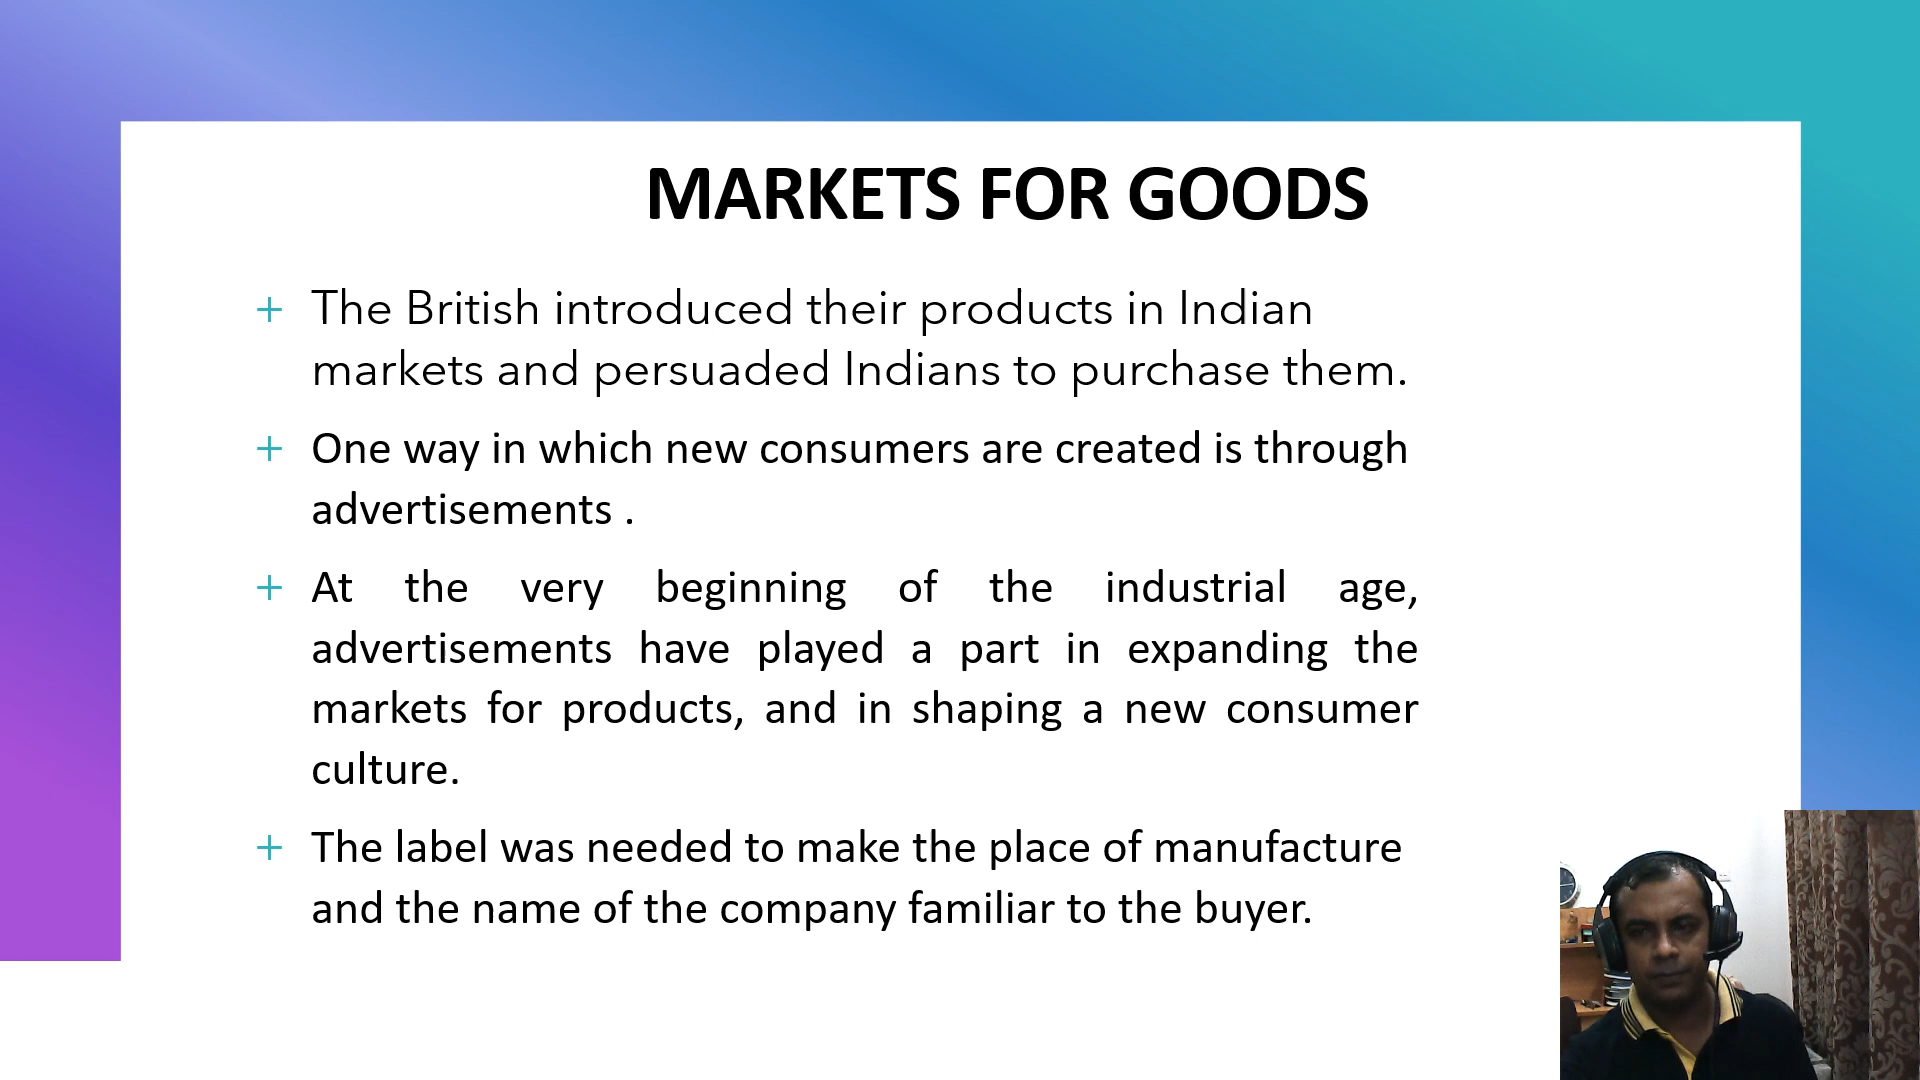 MARKETS FOR GOODS
+ The British introduced their products in Indian
markets and persuaded Indians to purchase them.
+ One way in which new consumers are created is through
advertisements .
+ At the very beginning of the industrial age,
advertisements have played a part in expanding the
markets for products, and in shaping a new consumer
culture.
+ The label was needed to make the place of manufacture
and the name of the company familiar to the buyer.